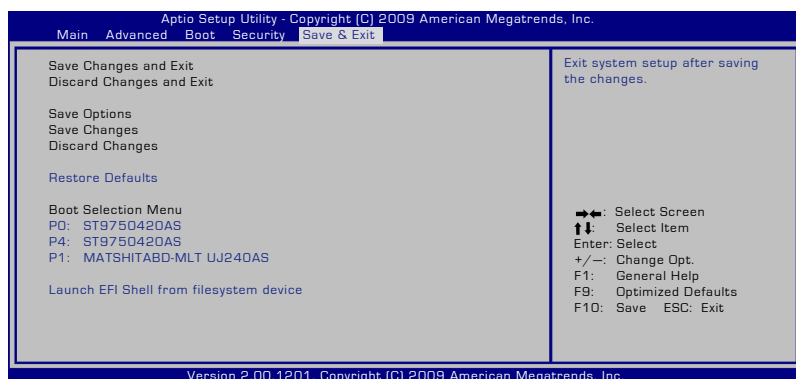 Aptio Setup Utility - Copyright (C) 2009 American Megatrends, Inc.
Main Advanced Boot Security Save & Exit
Save Changes and Exit
Discard Changes and Exit
Save Options
Save Changes
Discard Changes
Restore Defaults
Boot Selection Menu
P0: ST9750420AS
P4: ST9750420AS
P1: MATSHITABD-MLT UJ240AS
Launch EFI Shell from filesystem device
Exit system setup after saving
the changes.
→←: Select Screen
↑↓: Select Item
Enter: Select
+/—: Change Opt.
F1: General Help
F9: Optimized Defaults
F10: Save ESC: Exit
Version 2.00.1201. Copyright (C) 2009 American Megatrends, Inc.